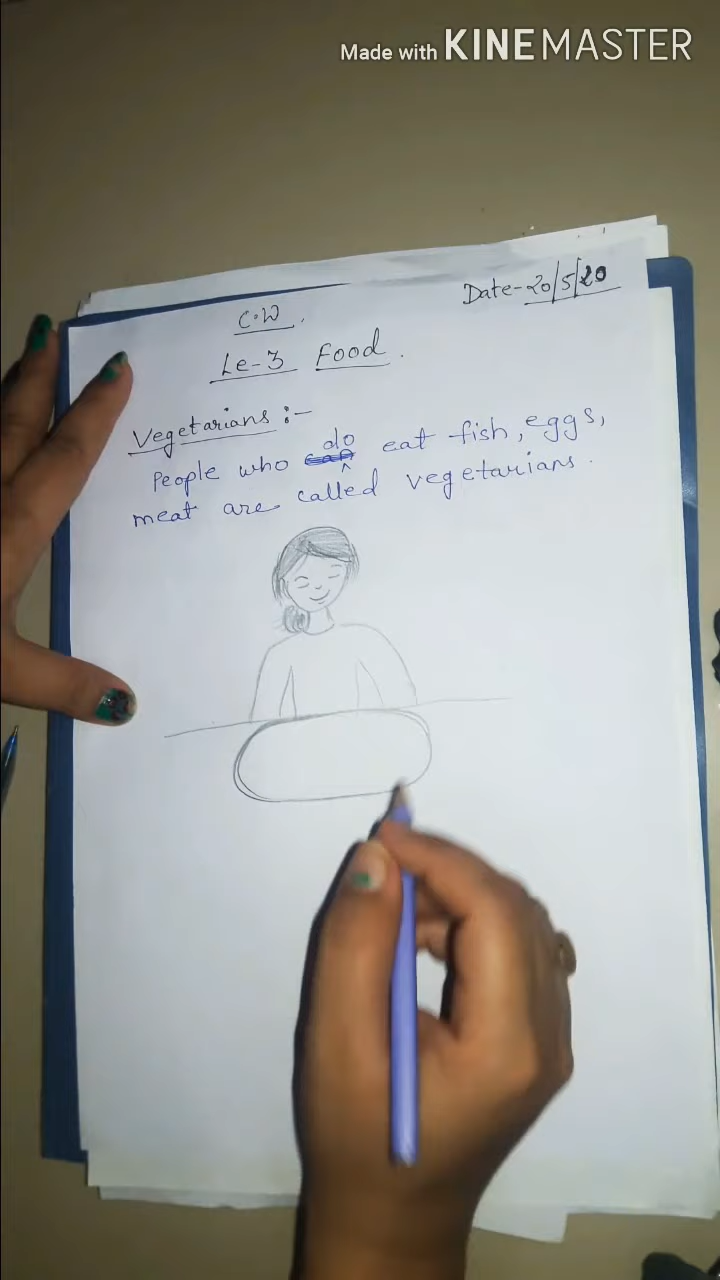 Made with KINEMASTER
Date-20/5/20
C.W.
Le-3 Food.
Vegetarians :-
do
People who can eat fish, eggs,
meat are called vegetarians.